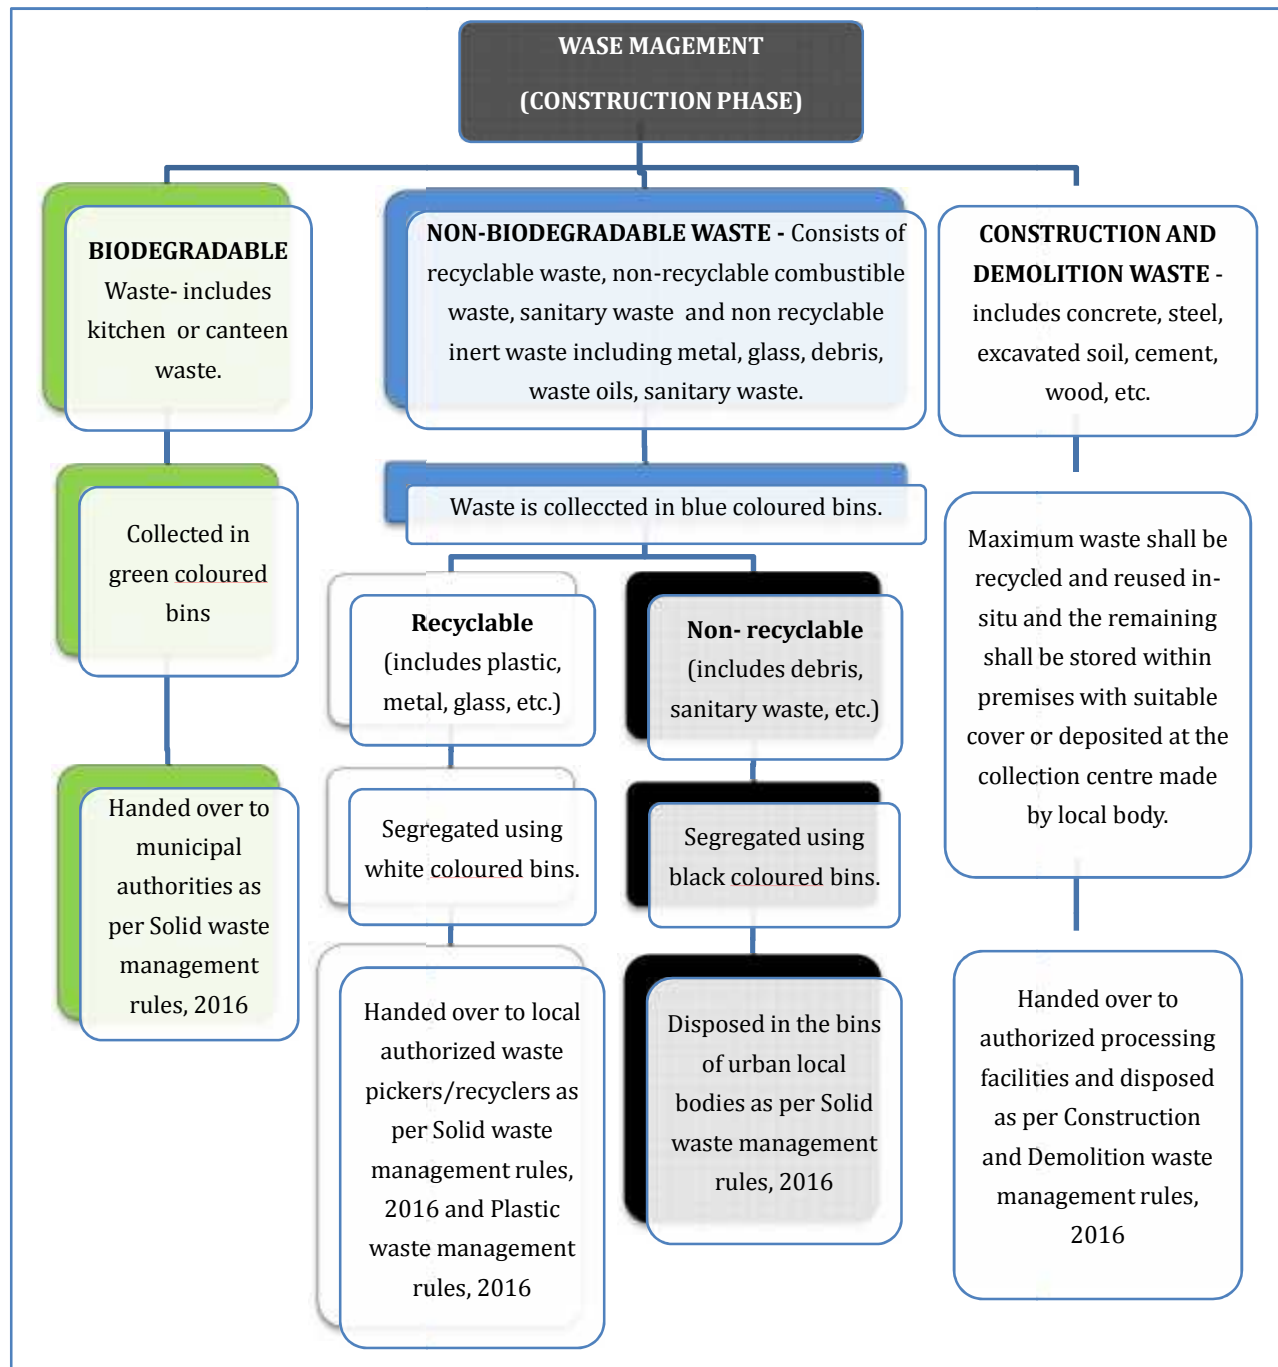 WASE MAGEMENT
(CONSTRUCTION PHASE)
BIODEGRADABLE
Waste- includes
kitchen or canteen
waste.
NON-BIODEGRADABLE WASTE - Consists of
recyclable waste, non-recyclable combustible
waste, sanitary waste and non recyclable
inert waste including metal, glass, debris,
waste oils, sanitary waste.
CONSTRUCTION AND
DEMOLITION WASTE -
includes concrete, steel,
excavated soil, cement,
wood, etc.
Collected in
green coloured
bins
Waste is colleccted in blue coloured bins.
Maximum waste shall be
recycled and reused in-
situ and the remaining
shall be stored within
premises with suitable
cover or deposited at the
collection centre made
by local body.
Recyclable
(includes plastic,
metal, glass, etc.)
Non- recyclable
(includes debris,
sanitary waste, etc.)
Handed over to
municipal
authorities as
per Solid waste
management
rules, 2016
Segregated using
white coloured bins.
Segregated using
black coloured bins.
Handed over to local
authorized waste
pickers/recyclers as
per Solid waste
management rules,
2016 and Plastic
waste management
rules, 2016
Disposed in the bins
of urban local
bodies as per Solid
waste management
rules, 2016
Handed over to
authorized processing
facilities and disposed
as per Construction
and Demolition waste
management rules,
2016